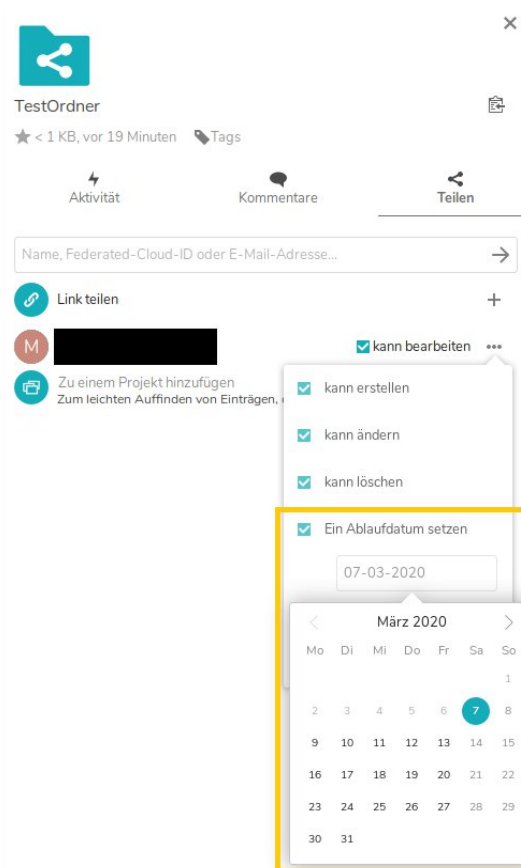 TestOrdner
< 1 KB, vor 19 Minuten Tags
Aktivität Kommentare Teilen
Name, Federated-Cloud-ID oder E-Mail-Adresse...
Link teilen
M kann bearbeiten
Zu einem Projekt hinzufügen
Zum leichten Auffinden von Einträgen,
kann erstellen
kann ändern
kann löschen
Ein Ablaufdatum setzen
07-03-2020
März 2020
Mo Di Mi Do Fr Sa So
1
2 3 4 5 6 7 8
9 10 11 12 13 14 15
16 17 18 19 20 21 22
23 24 25 26 27 28 29
30 31